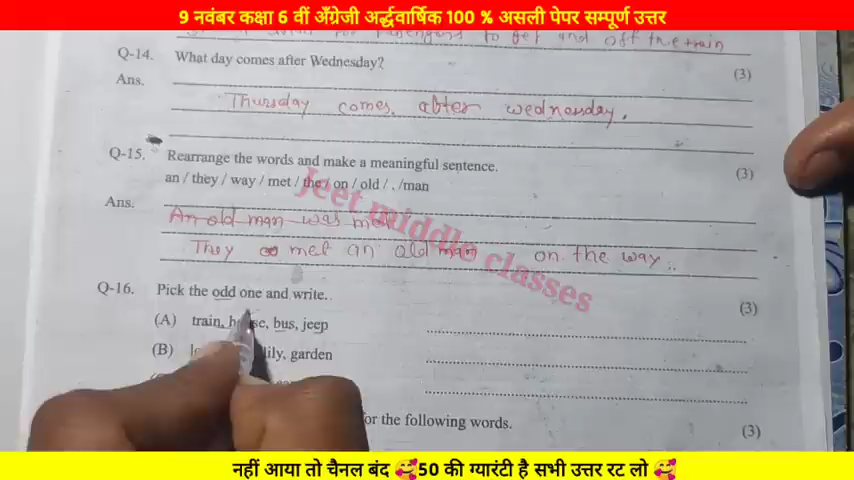 9 नवंबर कक्षा 6 वीं अँग्रेजी अर्द्धवार्षिक 100 % असली पेपर सम्पूर्ण उत्तर
to get and off the train
Q-14. What day comes after Wednesday? (3)
Ans.
Thursday comes. after wednesday.
Q-15. Rearrange the words and make a meaningful sentence. (3)
an / they / way / met / the / on / old / . /man
Ans.
An old man was met
They met an old man on the way.
Jeet middle classes
Q-16. Pick the odd one and write. (3)
(A) train, bus, jeep
(B) lily, garden
for the following words. (3)
नहीं आया तो चैनल बंद 🥰50 की ग्यारंटी है सभी उत्तर रट लो 🥰